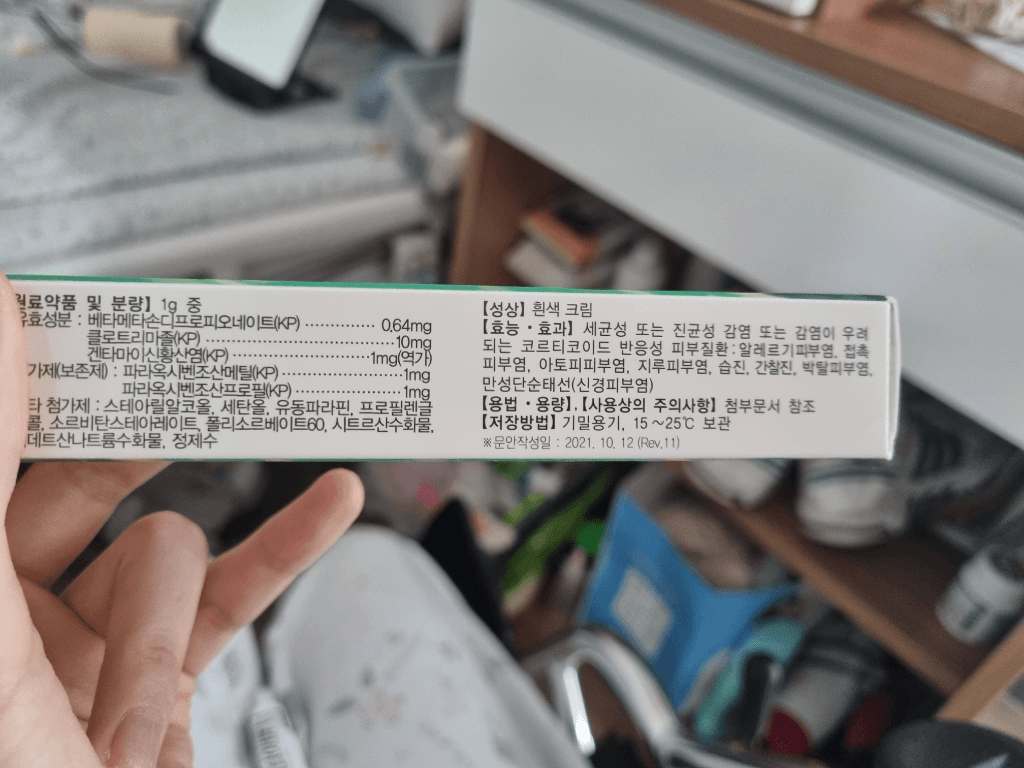 원료약품 및 분량】 1g 중
유효성분 : 베타메타손디프로피오네이트(KP) ·············· 0.64mg
클로트리마졸(KP) ·······································10mg
겐타마이신황산염(KP) ····························1mg(역가)
가제(보존제) : 파라옥시벤조산메틸(KP) ························1mg
파라옥시벤조산프로필(KP) ······················1mg
타 첨가제 : 스테아릴알코올, 세탄올, 유동파라핀, 프로필렌글
콜, 소르비탄스테아레이트, 폴리소르베이트60, 시트르산수화물,
데트산나트륨수화물, 정제수
【성상】 흰색 크림
【효능·효과】 세균성 또는 진균성 감염 또는 감염이 우려
되는 코르티코이드 반응성 피부질환 : 알레르기피부염, 접촉
피부염, 아토피피부염, 지루피부염, 습진, 간찰진, 박탈피부염,
만성단순태선(신경피부염)
【용법·용량】, 【사용상의 주의사항】 첨부문서 참조
【저장방법】 기밀용기, 15~25℃ 보관
※문안작성일 : 2021. 10. 12 (Rev.11)